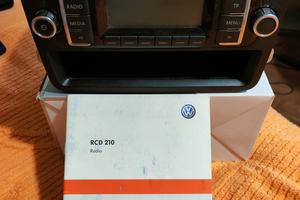 RADIO
MEDIA
TP
MENU
RCD 210
Radio